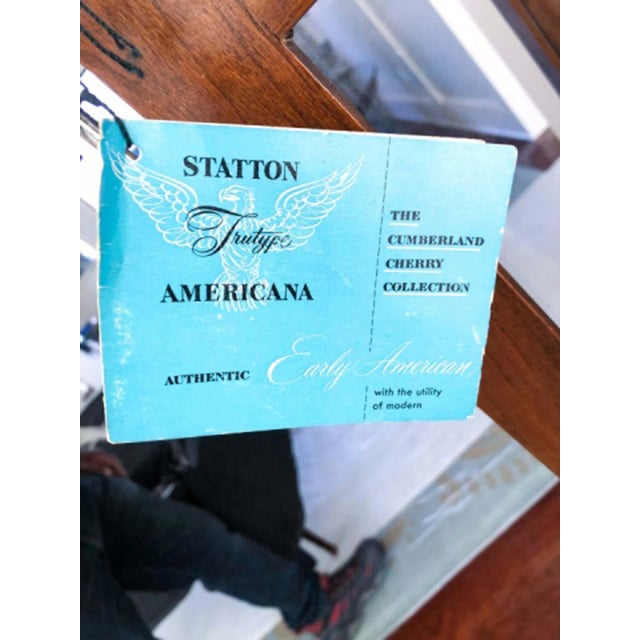 STATTON
Trutype
AMERICANA
THE
CUMBERLAND
CHERRY
COLLECTION
AUTHENTIC Early American
with the utility
of modern